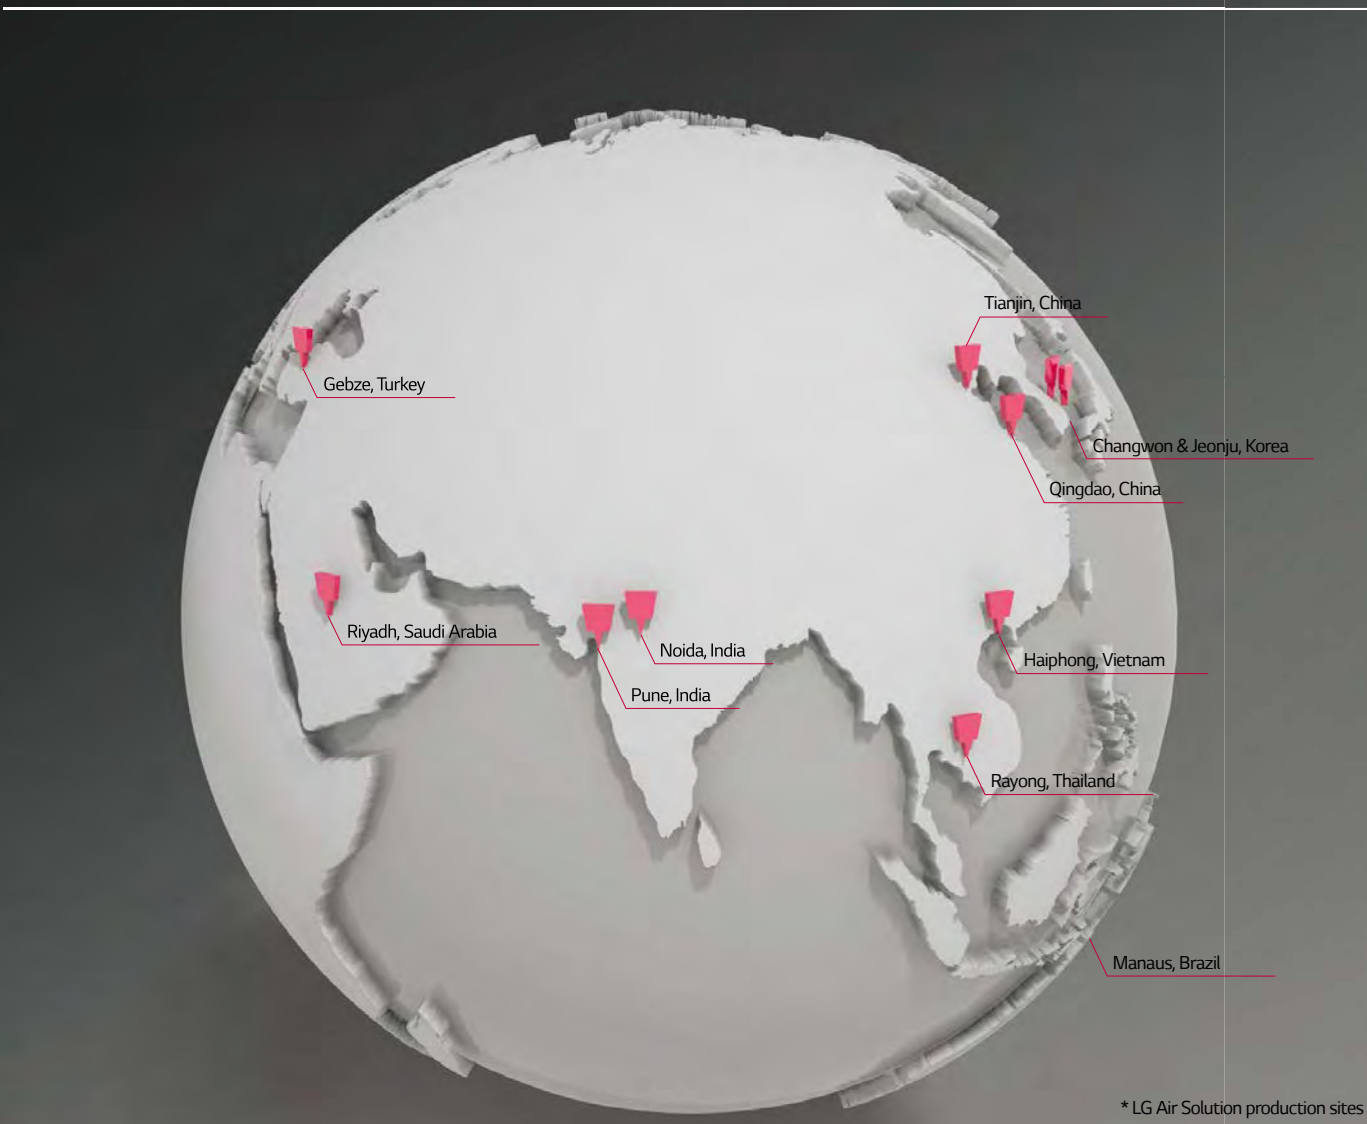 Tianjin, China
Gebze, Turkey
Changwon & Jeonju, Korea
Qingdao, China
Riyadh, Saudi Arabia
Noida, India
Haiphong, Vietnam
Pune, India
Rayong, Thailand
Manaus, Brazil
* LG Air Solution production sites